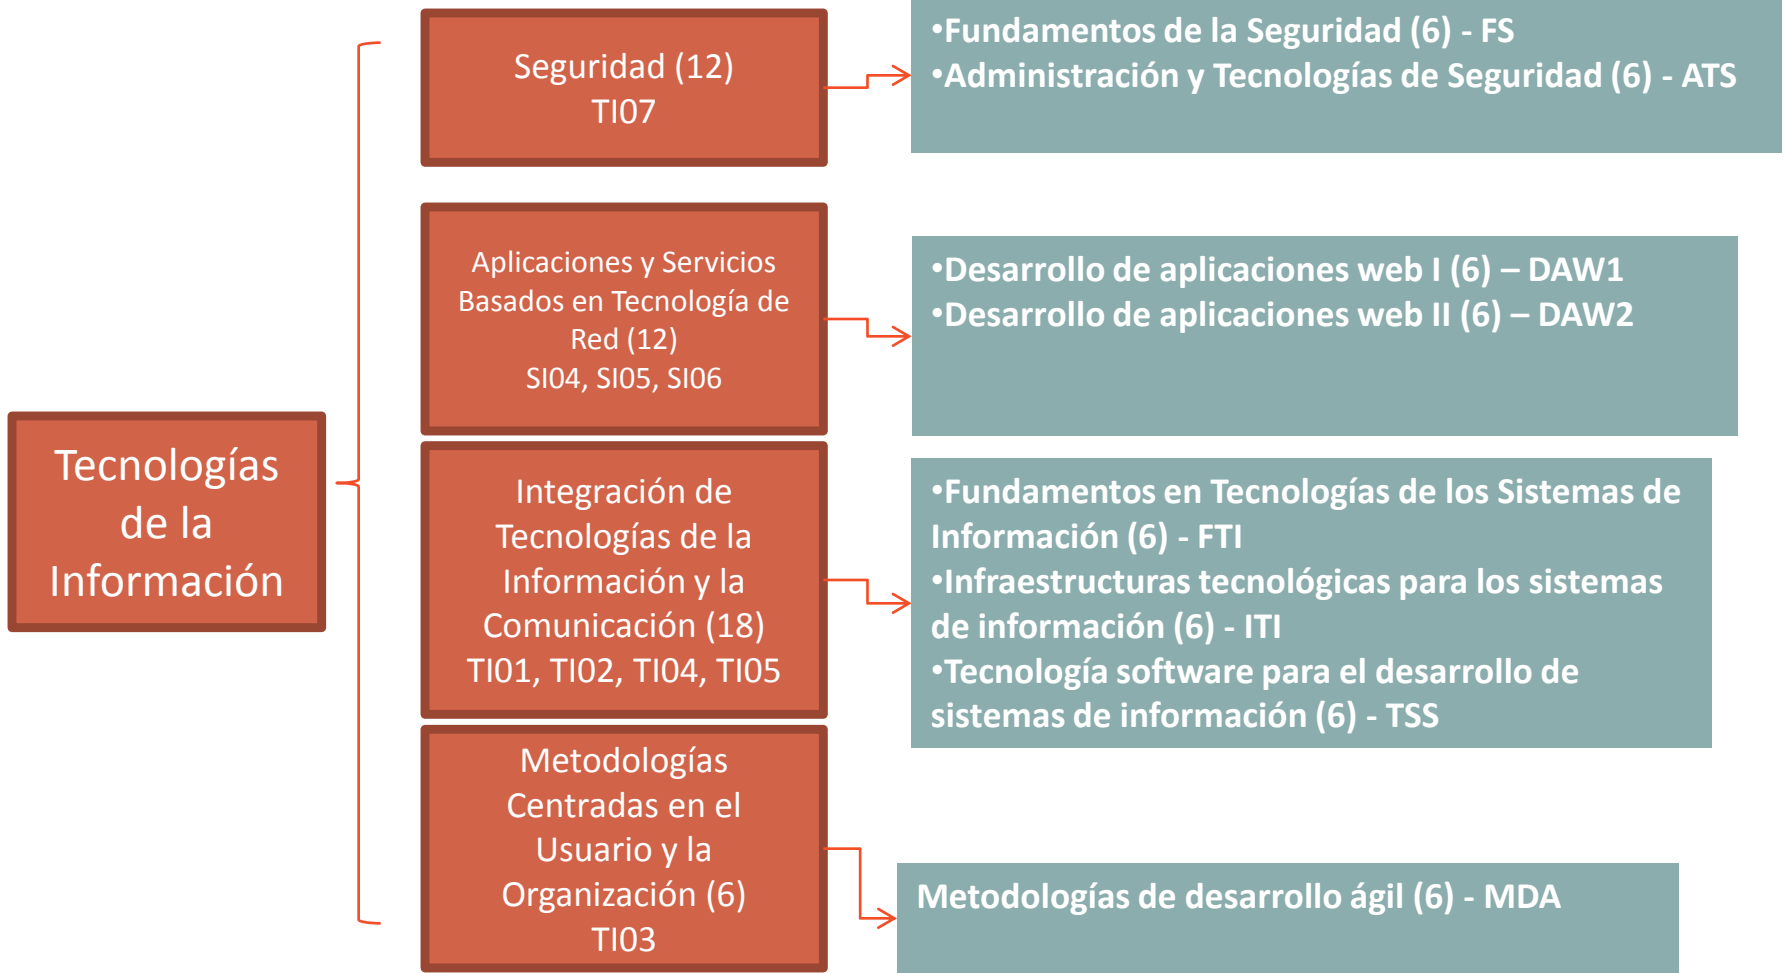 Tecnologías
de la
Información
Seguridad (12)
TI07
•Fundamentos de la Seguridad (6) - FS
•Administración y Tecnologías de Seguridad (6) - ATS
Aplicaciones y Servicios
Basados en Tecnología de
Red (12)
SI04, SI05, SI06
•Desarrollo de aplicaciones web I (6) – DAW1
•Desarrollo de aplicaciones web II (6) – DAW2
Integración de
Tecnologías de la
Información y la
Comunicación (18)
TI01, TI02, TI04, TI05
•Fundamentos en Tecnologías de los Sistemas de
Información (6) - FTI
•Infraestructuras tecnológicas para los sistemas
de información (6) - ITI
•Tecnología software para el desarrollo de
sistemas de información (6) - TSS
Metodologías
Centradas en el
Usuario y la
Organización (6)
TI03
Metodologías de desarrollo ágil (6) - MDA